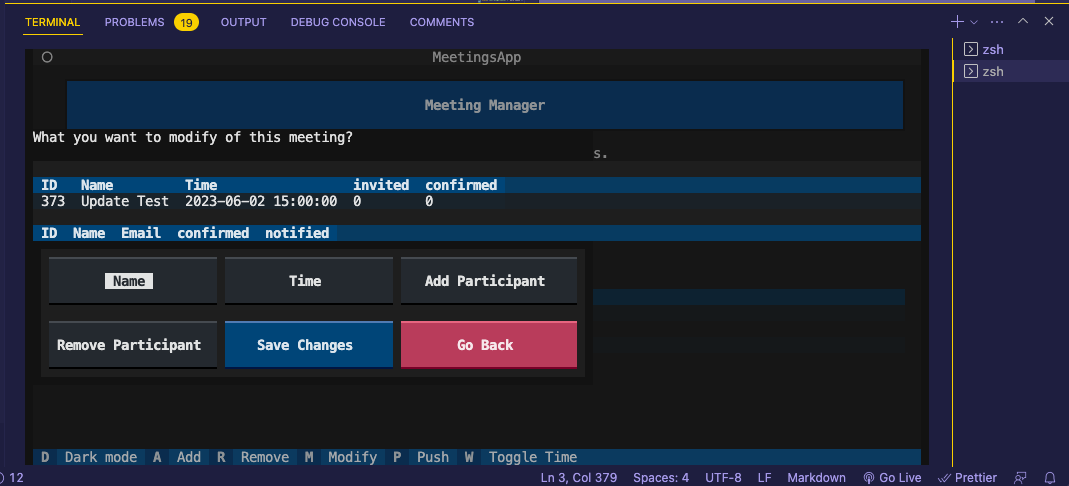 TERMINAL PROBLEMS 19 OUTPUT DEBUG CONSOLE COMMENTS
MeetingsApp
zsh
zsh
Meeting Manager
What you want to modify of this meeting?
s.
ID Name Time invited confirmed
373 Update Test 2023-06-02 15:00:00 0 0
ID Name Email confirmed notified
Name Time Add Participant
Remove Participant Save Changes Go Back
D Dark mode A Add R Remove M Modify P Push W Toggle Time
12 Ln 3, Col 379 Spaces: 4 UTF-8 LF Markdown Go Live Prettier